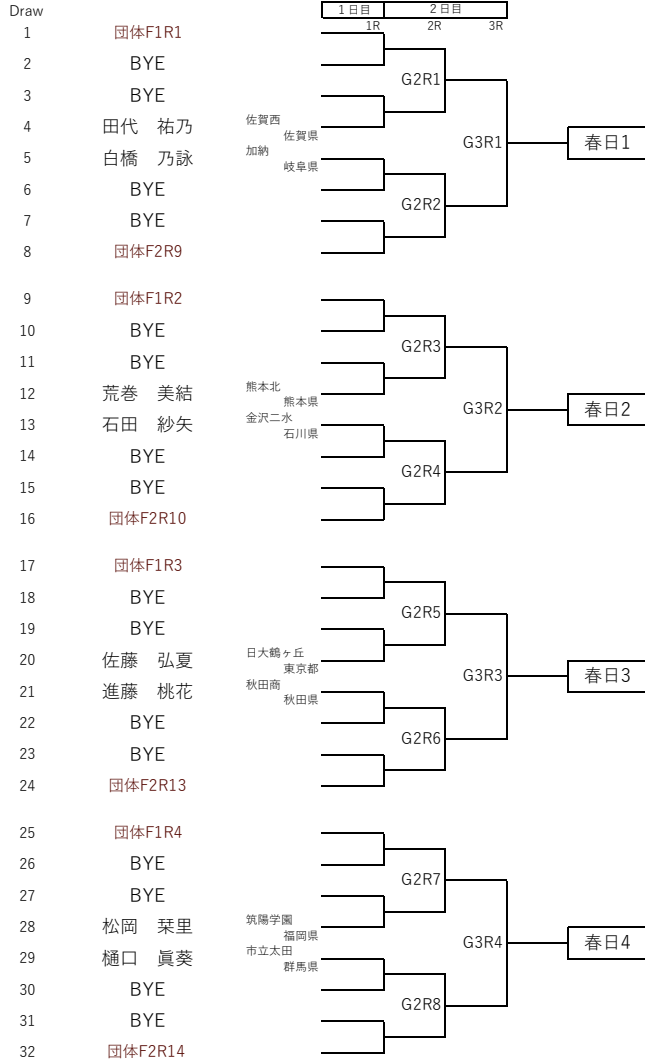 Draw 1日目 2日目
1R 2R 3R
1 団体F1R1
2 BYE
G2R1
3 BYE
4 田代　祐乃 佐賀西 佐賀県
G3R1 春日1
5 白橋　乃詠 加納 岐阜県
6 BYE
G2R2
7 BYE
8 団体F2R9
9 団体F1R2
10 BYE
G2R3
11 BYE
12 荒巻　美結 熊本北 熊本県
G3R2 春日2
13 石田　紗矢 金沢二水 石川県
14 BYE
G2R4
15 BYE
16 団体F2R10
17 団体F1R3
18 BYE
G2R5
19 BYE
20 佐藤　弘夏 日大鶴ヶ丘 東京都
G3R3 春日3
21 進藤　桃花 秋田商 秋田県
22 BYE
G2R6
23 BYE
24 団体F2R13
25 団体F1R4
26 BYE
G2R7
27 BYE
28 松岡　栞里 筑陽学園 福岡県
G3R4 春日4
29 樋口　眞葵 市立太田 群馬県
30 BYE
G2R8
31 BYE
32 団体F2R14